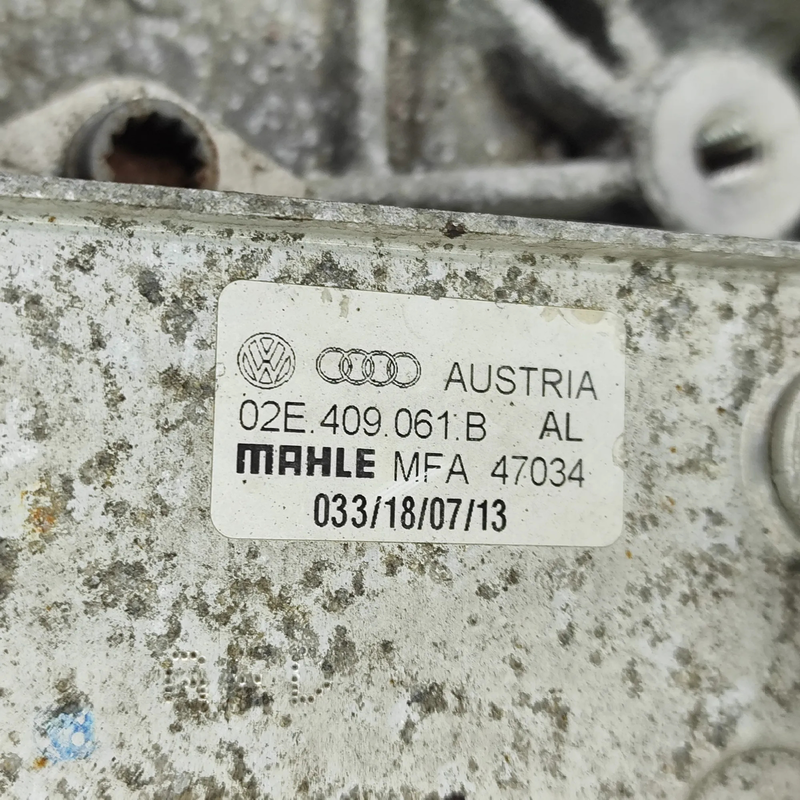 AUSTRIA
02E.409.061.B AL
MAHLE MFA 47034
033/18/07/13